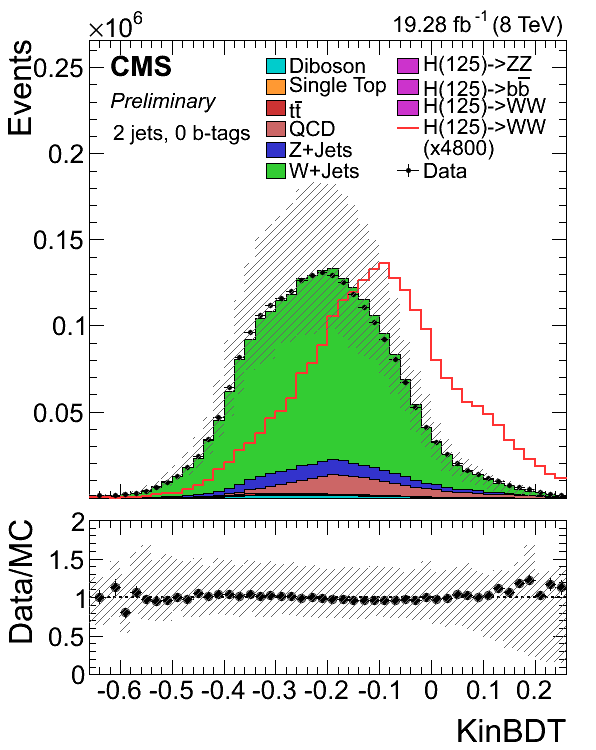 ×10⁶
19.28 fb⁻¹ (8 TeV)
Events
0.25
0.2
0.15
0.1
0.05
CMS
Preliminary
2 jets, 0 b-tags
Diboson
Single Top
tt̅
QCD
Z+Jets
W+Jets
H(125)->ZZ
H(125)->bb̅
H(125)->WW
H(125)->WW
(x4800)
Data
Data/MC
2
1.5
1
0.5
0
-0.6 -0.5 -0.4 -0.3 -0.2 -0.1 0 0.1 0.2
KinBDT